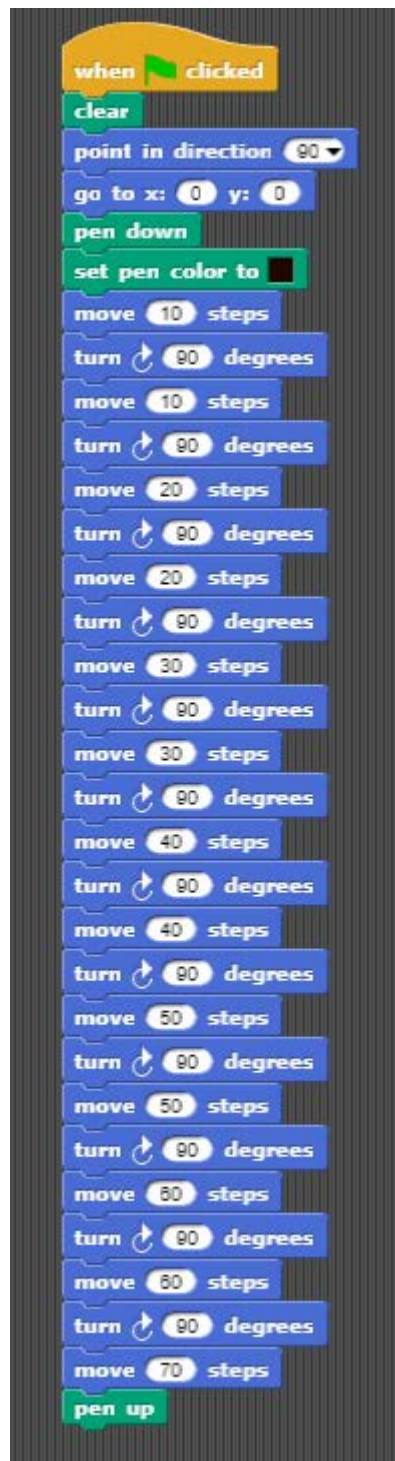 when clicked
clear
point in direction 90
go to x: 0 y: 0
pen down
set pen color to
move 10 steps
turn 90 degrees
move 10 steps
turn 90 degrees
move 20 steps
turn 90 degrees
move 20 steps
turn 90 degrees
move 30 steps
turn 90 degrees
move 30 steps
turn 90 degrees
move 40 steps
turn 90 degrees
move 40 steps
turn 90 degrees
move 50 steps
turn 90 degrees
move 50 steps
turn 90 degrees
move 60 steps
turn 90 degrees
move 60 steps
turn 90 degrees
move 70 steps
pen up